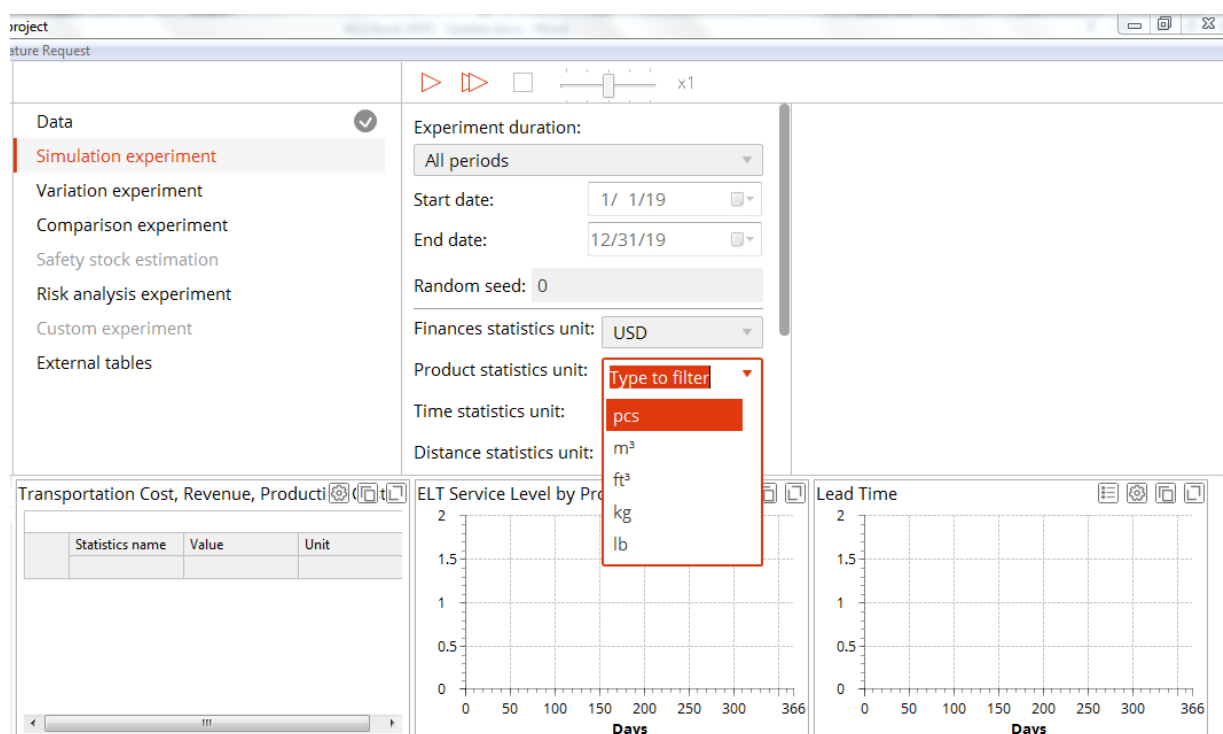 project
ature Request
x1
Data
Simulation experiment
Variation experiment
Comparison experiment
Safety stock estimation
Risk analysis experiment
Custom experiment
External tables
Experiment duration:
All periods
Start date: 1/ 1/19
End date: 12/31/19
Random seed: 0
Finances statistics unit: USD
Product statistics unit: Type to filter
Time statistics unit:
Distance statistics unit:
pcs
m³
ft³
kg
lb
Transportation Cost, Revenue, Producti
Statistics name Value Unit
ELT Service Level by Pro
2
1.5
1
0.5
0
0 50 100 150 200 250 300 366
Days
Lead Time
2
1.5
1
0.5
0
0 50 100 150 200 250 300 366
Days